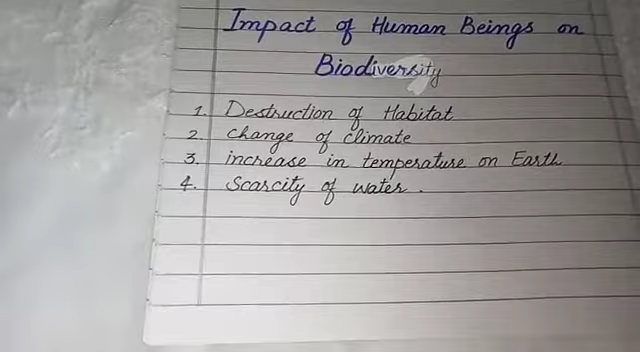 Impact of Human Beings on
Biodiversity
1. Destruction of Habitat
2 change of climate
3. increase in temperature on Earth
4. Scarcity of water.